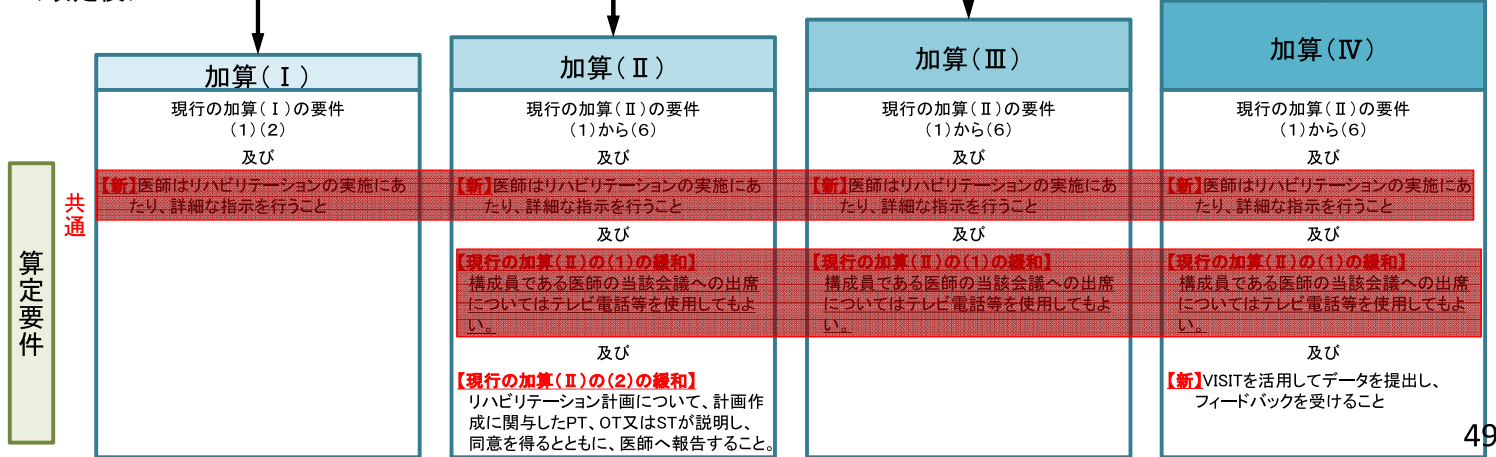 加算(Ⅰ)
現行の加算(Ⅰ)の要件
(1)(2)
及び
【新】医師はリハビリテーションの実施にあ
たり、詳細な指示を行うこと
加算(Ⅱ)
現行の加算(Ⅱ)の要件
(1)から(6)
及び
【新】医師はリハビリテーションの実施にあ
たり、詳細な指示を行うこと
及び
【現行の加算(Ⅱ)の(1)の緩和】
構成員である医師の当該会議への出席
についてはテレビ電話等を使用してもよ
い。
及び
【現行の加算(Ⅱ)の(2)の緩和】
リハビリテーション計画について、計画作
成に関与したPT、OT又はSTが説明し、
同意を得るとともに、医師へ報告すること。
加算(Ⅲ)
現行の加算(Ⅱ)の要件
(1)から(6)
及び
【新】医師はリハビリテーションの実施にあ
たり、詳細な指示を行うこと
及び
【現行の加算(Ⅱ)の(1)の緩和】
構成員である医師の当該会議への出席
についてはテレビ電話等を使用してもよ
い。
加算(Ⅳ)
現行の加算(Ⅱ)の要件
(1)から(6)
及び
【新】医師はリハビリテーションの実施にあ
たり、詳細な指示を行うこと
及び
【現行の加算(Ⅱ)の(1)の緩和】
構成員である医師の当該会議への出席
についてはテレビ電話等を使用してもよ
い。
及び
【新】VISITを活用してデータを提出し、
フィードバックを受けること
共通
算定要件
49